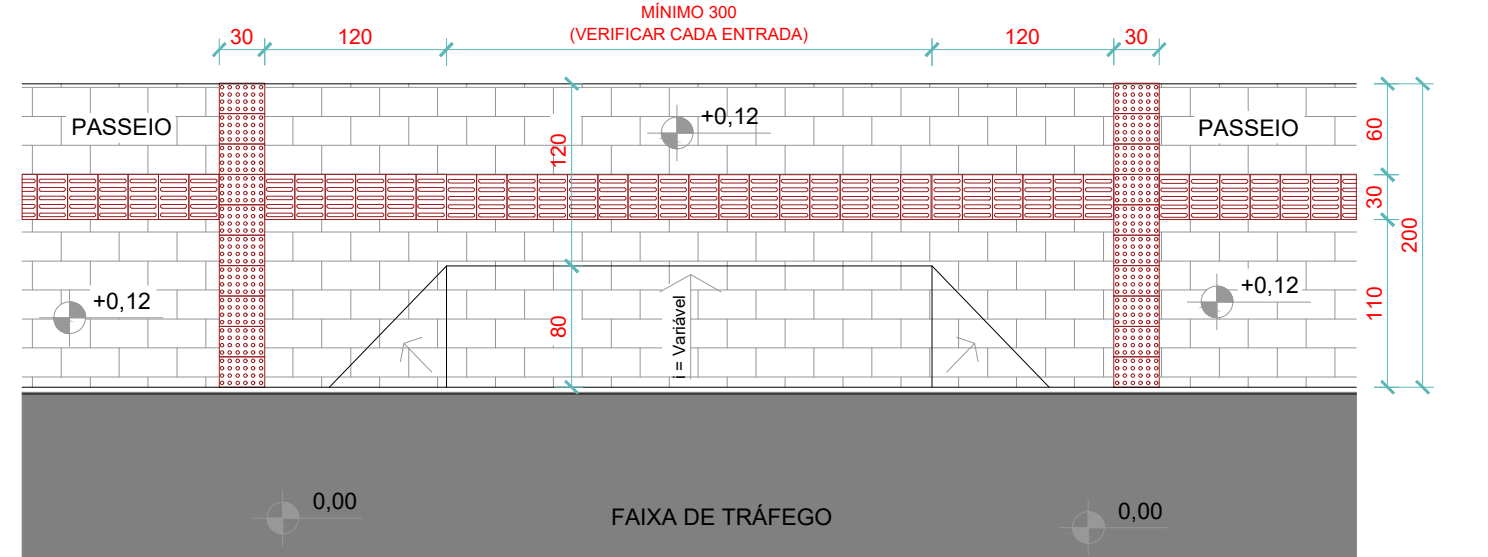 MÍNIMO 300
(VERIFICAR CADA ENTRADA)
30
120
120
30
PASSEIO
+0,12
PASSEIO
120
60
30
200
+0,12
+0,12
80
i = Variável
110
0,00
FAIXA DE TRÁFEGO
0,00